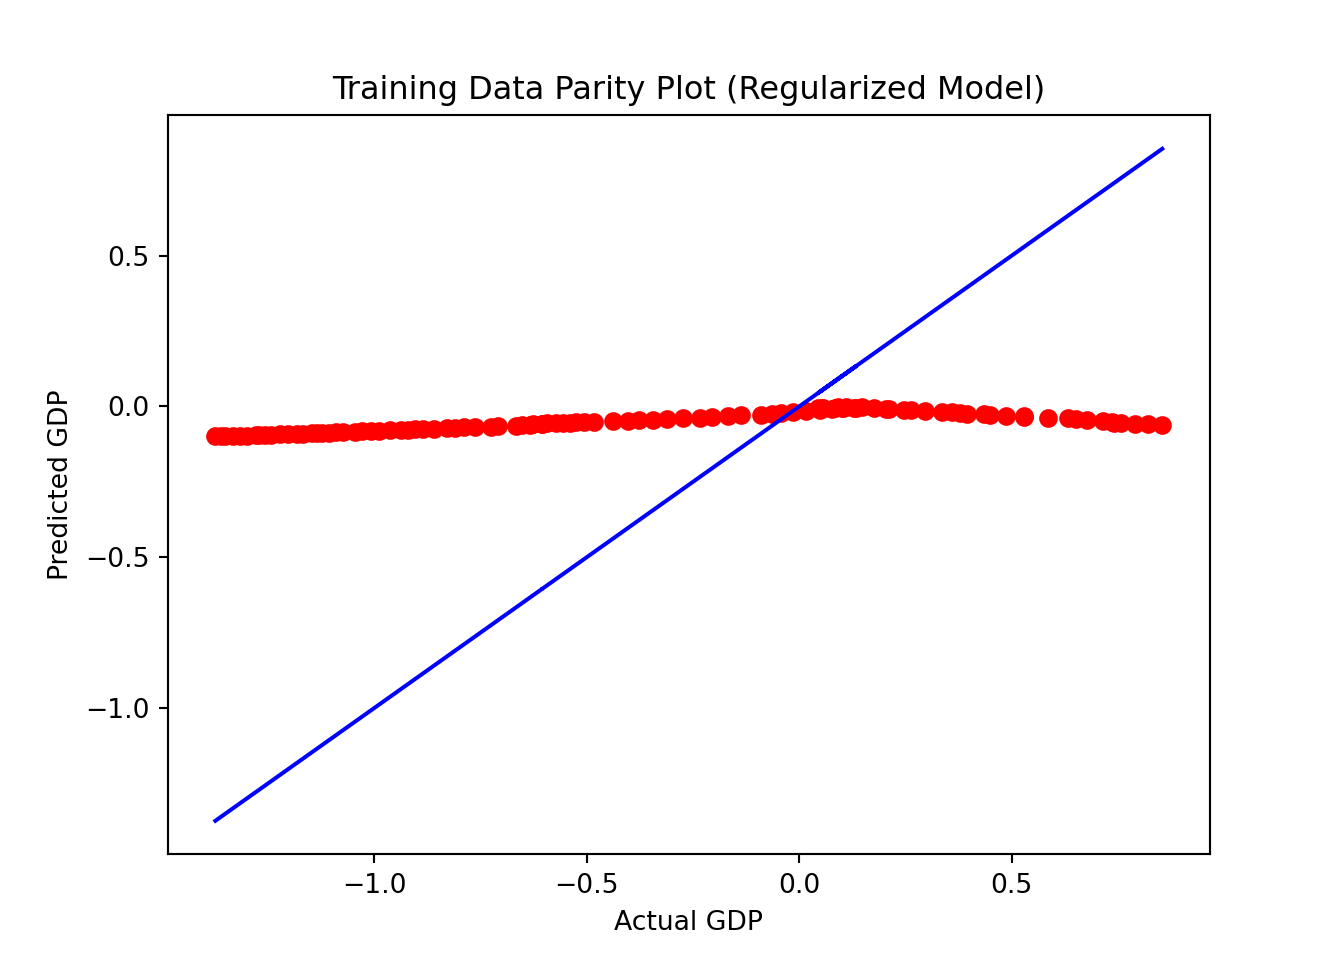 Training Data Parity Plot (Regularized Model)
Predicted GDP
0.5
0.0
−0.5
−1.0
−1.0 −0.5 0.0 0.5
Actual GDP